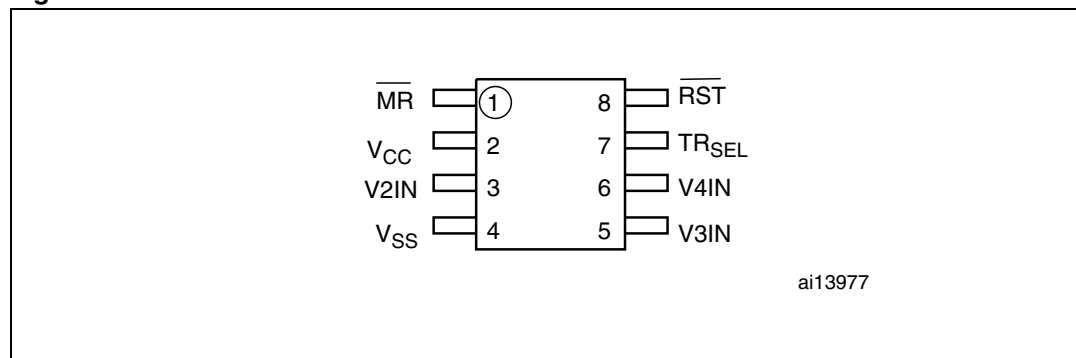 MR 1 8 RST
VCC 2 7 TRSEL
V2IN 3 6 V4IN
VSS 4 5 V3IN
ai13977